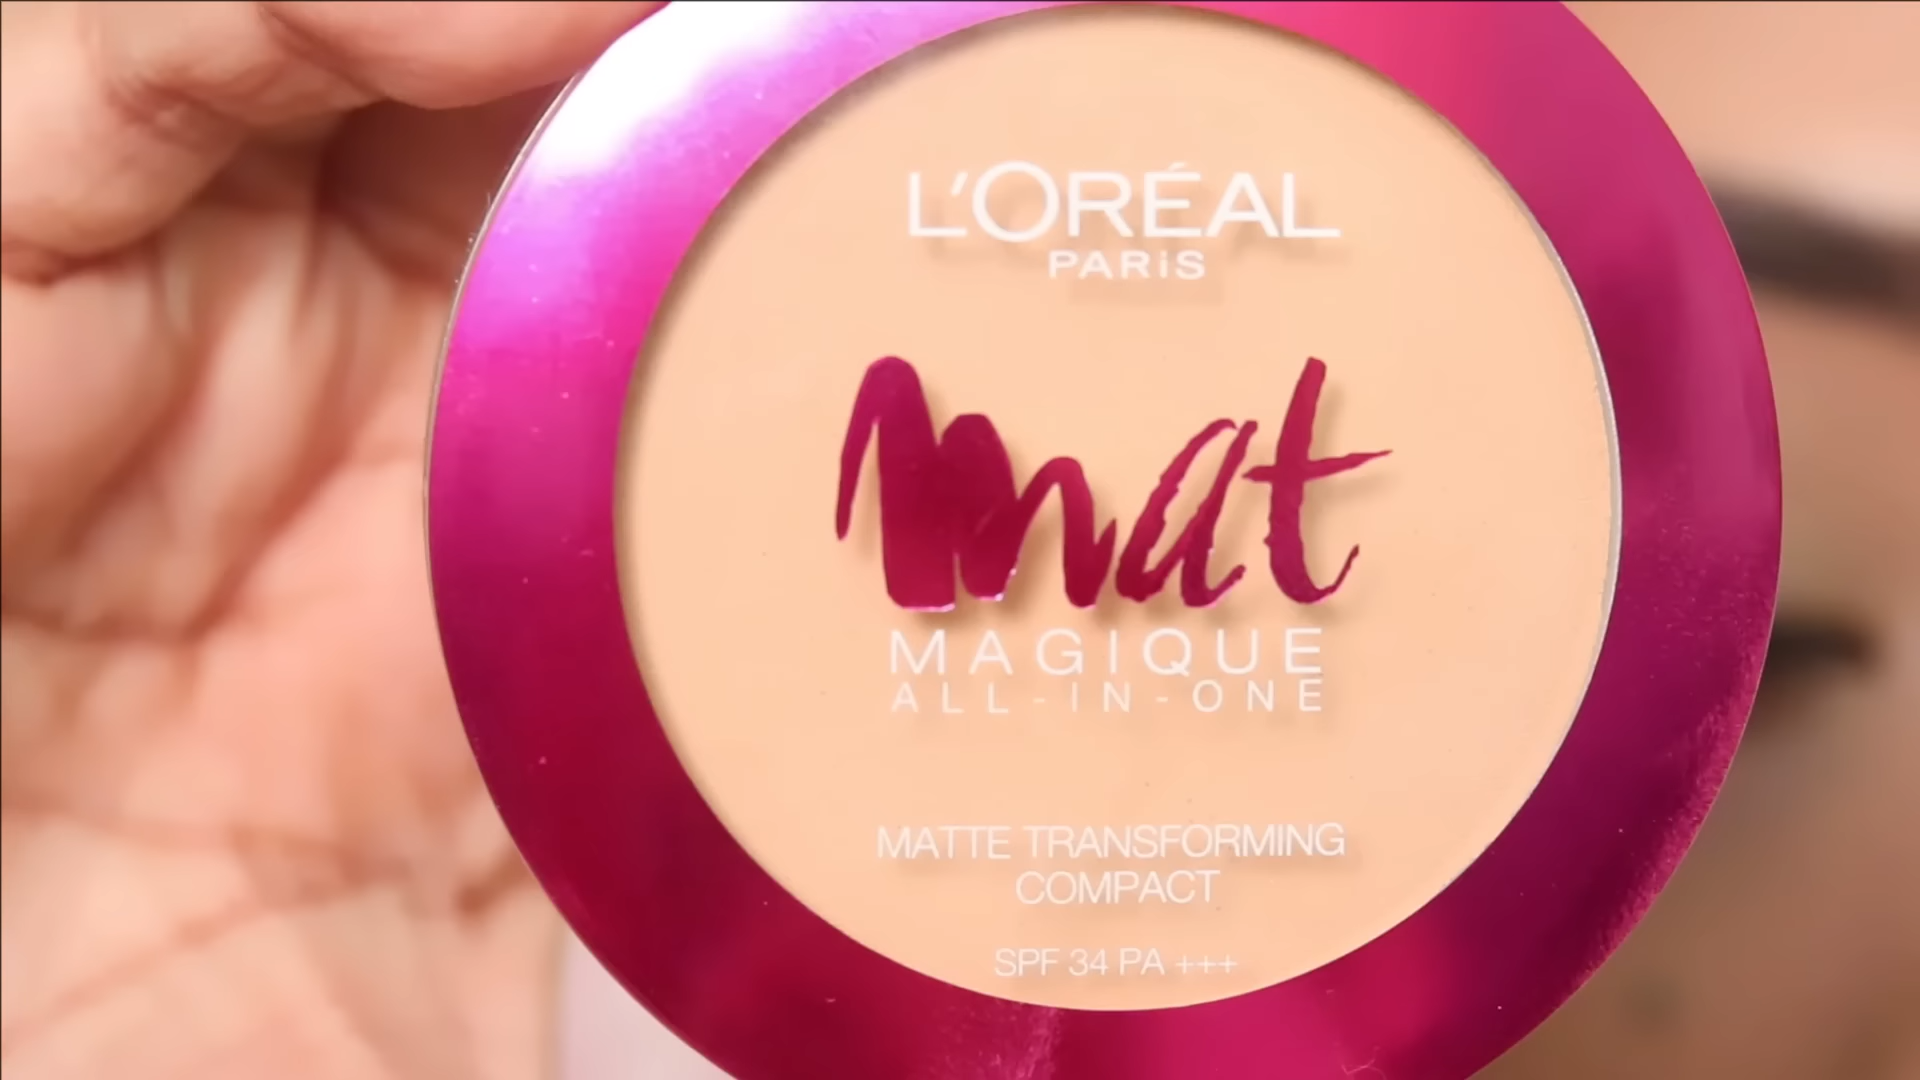 L'ORÉAL
PARIS
Mat
MAGIQUE
ALL-IN-ONE
MATTE TRANSFORMING
COMPACT
SPF 34 PA +++